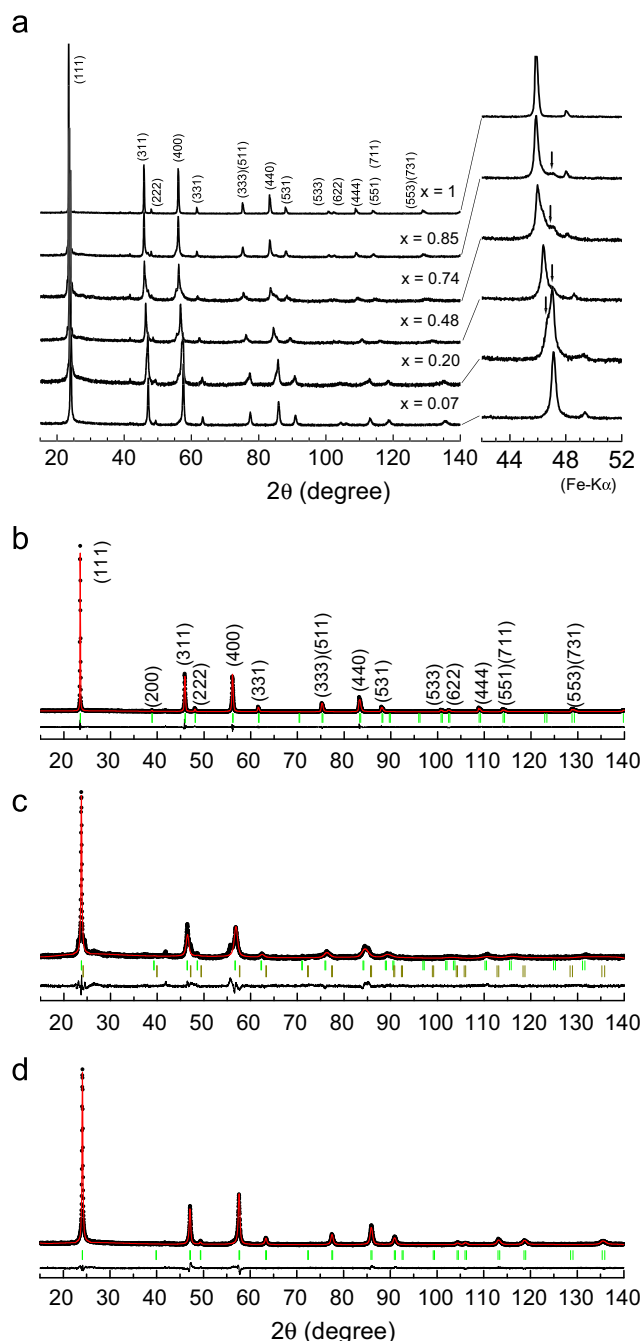 a
(111)
(311)
(222)
(400)
(331)
(333)(511)
(440)
(531)
(533)
(622)
(444)
(551)
(711)
(553)(731)
x = 1
x = 0.85
x = 0.74
x = 0.48
x = 0.20
x = 0.07
20 40 60 80 100 120 140
2θ (degree)
44 48 52
(Fe-Kα)
b
(111)
(200)
(311)
(222)
(400)
(331)
(333)(511)
(440)
(531)
(533)
(622)
(444)
(551)(711)
(553)(731)
20 30 40 50 60 70 80 90 100 110 120 130 140
c
20 30 40 50 60 71 80 90 100 110 120 130 140
d
20 30 40 50 60 70 80 90 100 110 120 130 140
2θ (degree)